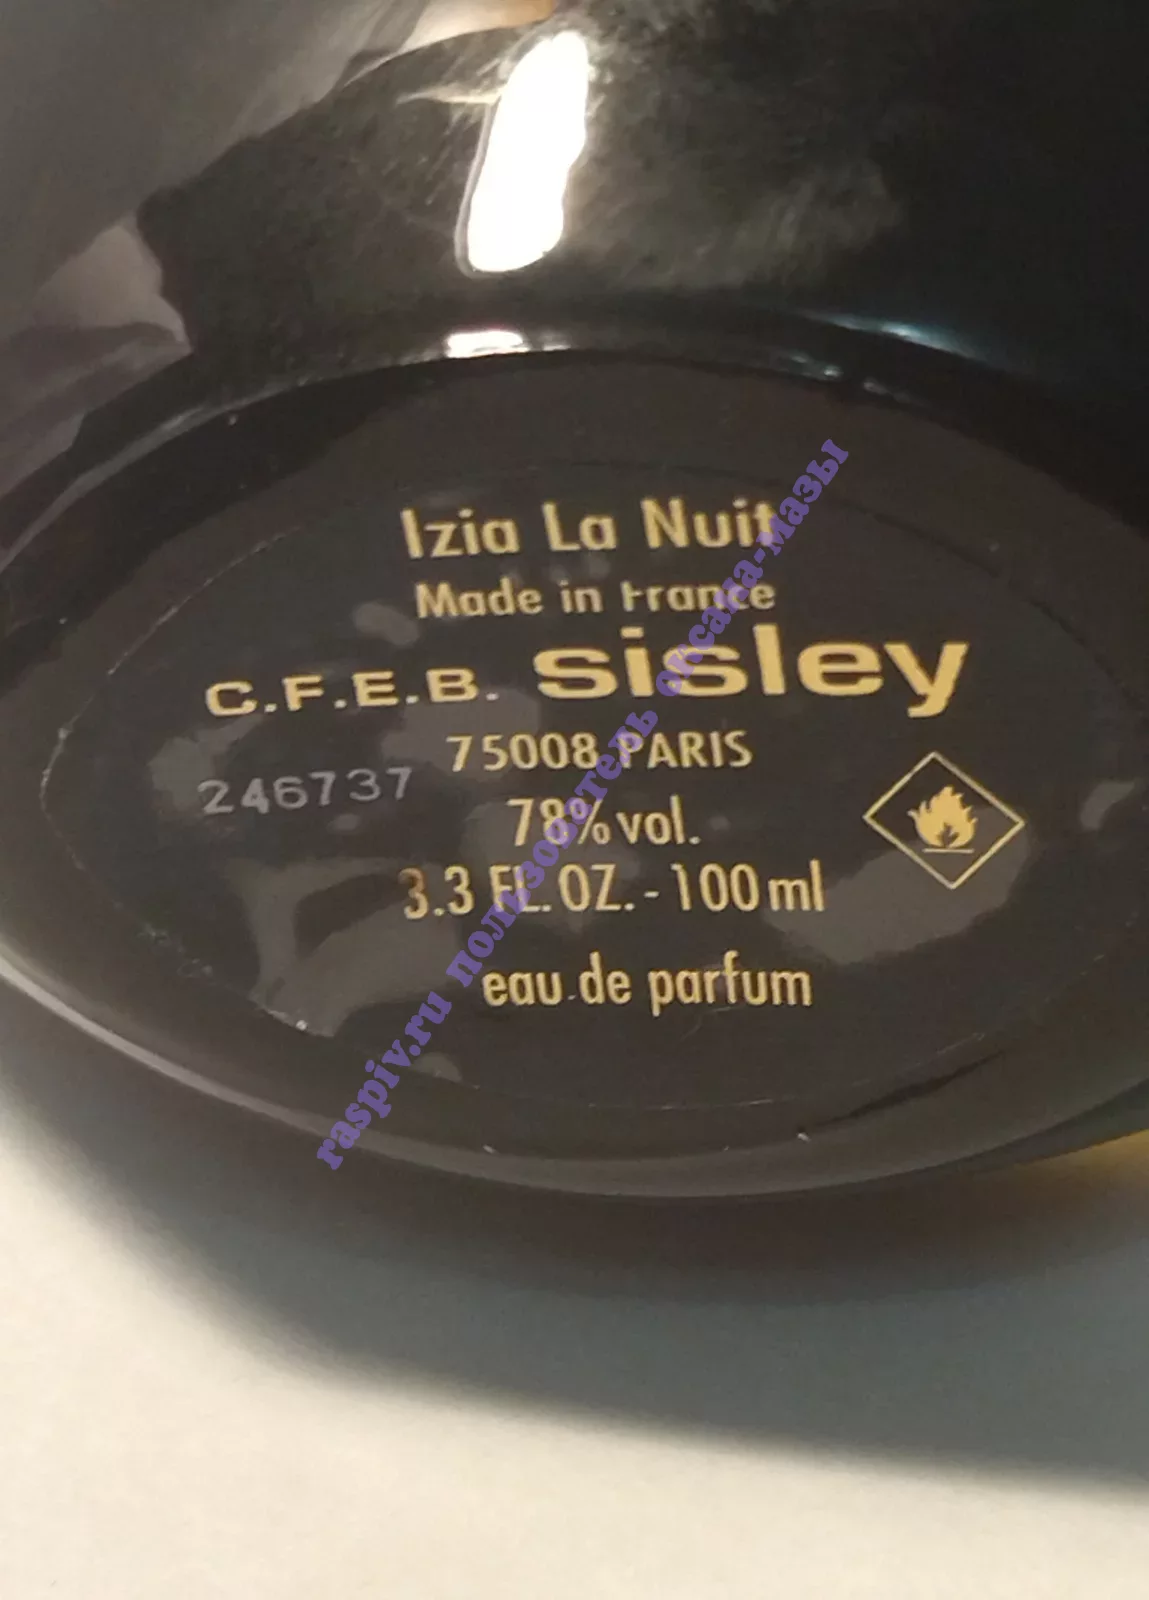 Izia La Nuit
Made in France
C.F.E.B. sisley
75008 PARIS
246737
78% vol.
3.3 FL. OZ. - 100 ml
eau de parfum
raspiv.ru пользователь оксана-мазы